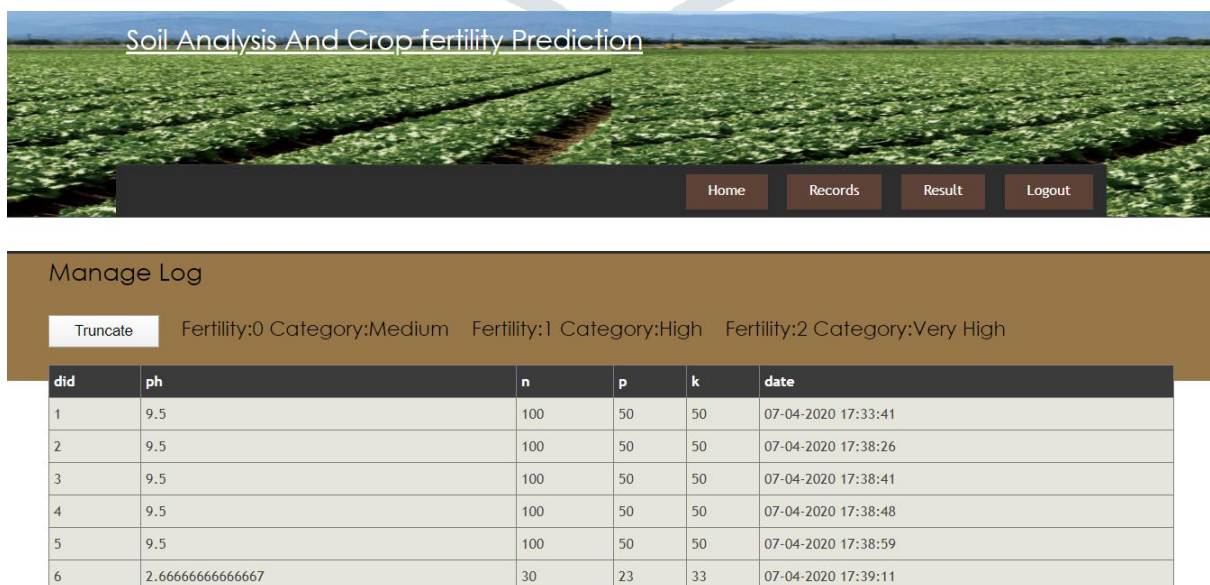 Soil Analysis And Crop fertility Prediction
Home Records Result Logout
Manage Log
Truncate Fertility:0 Category:Medium Fertility:1 Category:High Fertility:2 Category:Very High
did ph n p k date
1 9.5 100 50 50 07-04-2020 17:33:41
2 9.5 100 50 50 07-04-2020 17:38:26
3 9.5 100 50 50 07-04-2020 17:38:41
4 9.5 100 50 50 07-04-2020 17:38:48
5 9.5 100 50 50 07-04-2020 17:38:59
6 2.66666666666667 30 23 33 07-04-2020 17:39:11